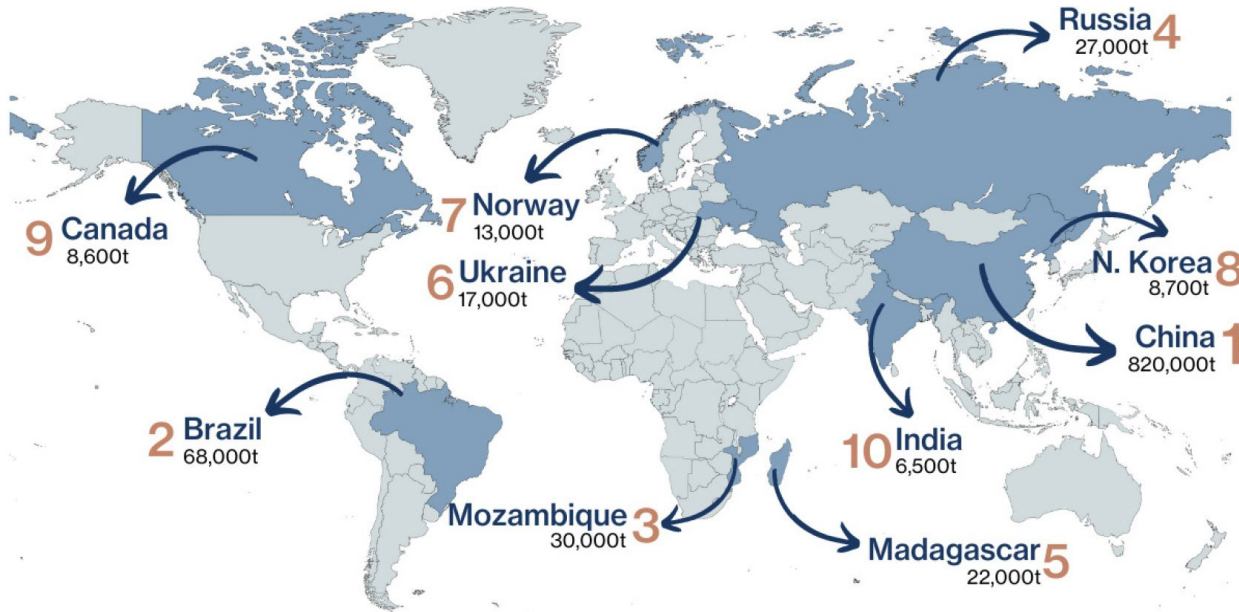 Russia 4
27,000t
7 Norway
13,000t
9 Canada
8,600t
6 Ukraine
17,000t
N. Korea 8
8,700t
China 1
820,000t
2 Brazil
68,000t
10 India
6,500t
Mozambique 3
30,000t
Madagascar 5
22,000t